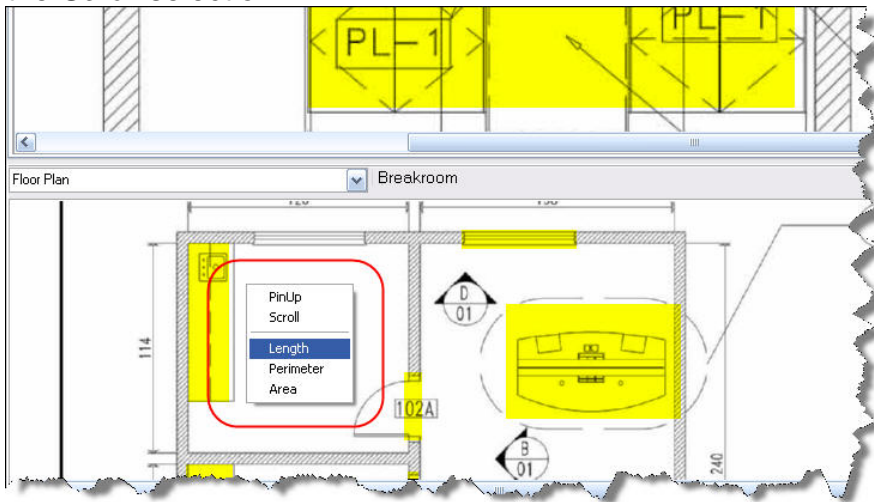 PL-1
PL-1
Floor Plan
Breakroom
PinUp
Scroll
Length
Perimeter
Area
114
102A
D
01
B
01
240